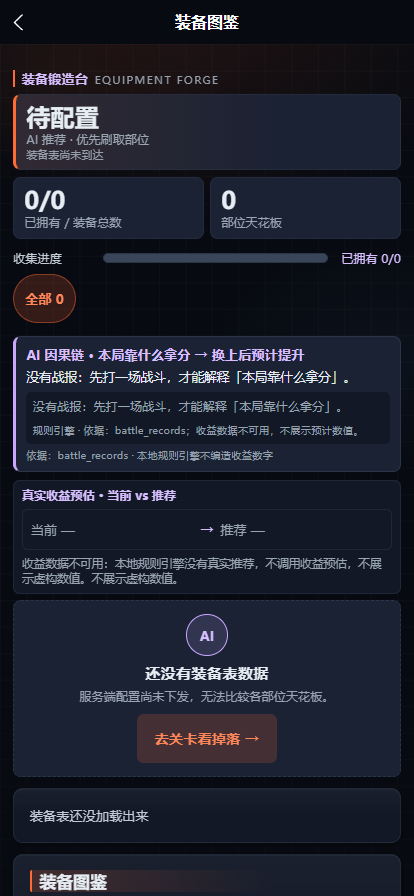 装备图鉴
装备锻造台 EQUIPMENT FORGE
待配置
AI 推荐 · 优先刷取部位
装备表尚未到达
0/0
已拥有 / 装备总数
0
部位天花板
收集进度
已拥有 0/0
全部 0
AI 因果链 · 本局靠什么拿分 → 换上后预计提升
没有战报：先打一场战斗，才能解释「本局靠什么拿分」。
没有战报：先打一场战斗，才能解释「本局靠什么拿分」。
规则引擎 · 依据：battle_records；收益数据不可用，不展示预计数值。
依据：battle_records · 本地规则引擎不编造收益数字
真实收益预估 · 当前 vs 推荐
当前 — → 推荐 —
收益数据不可用：本地规则引擎没有真实推荐，不调用收益预估，不展
示虚构数值。不展示虚构数值。
AI
还没有装备表数据
服务端配置尚未下发，无法比较各部位天花板。
去关卡看掉落 →
装备表还没加载出来
装备图鉴